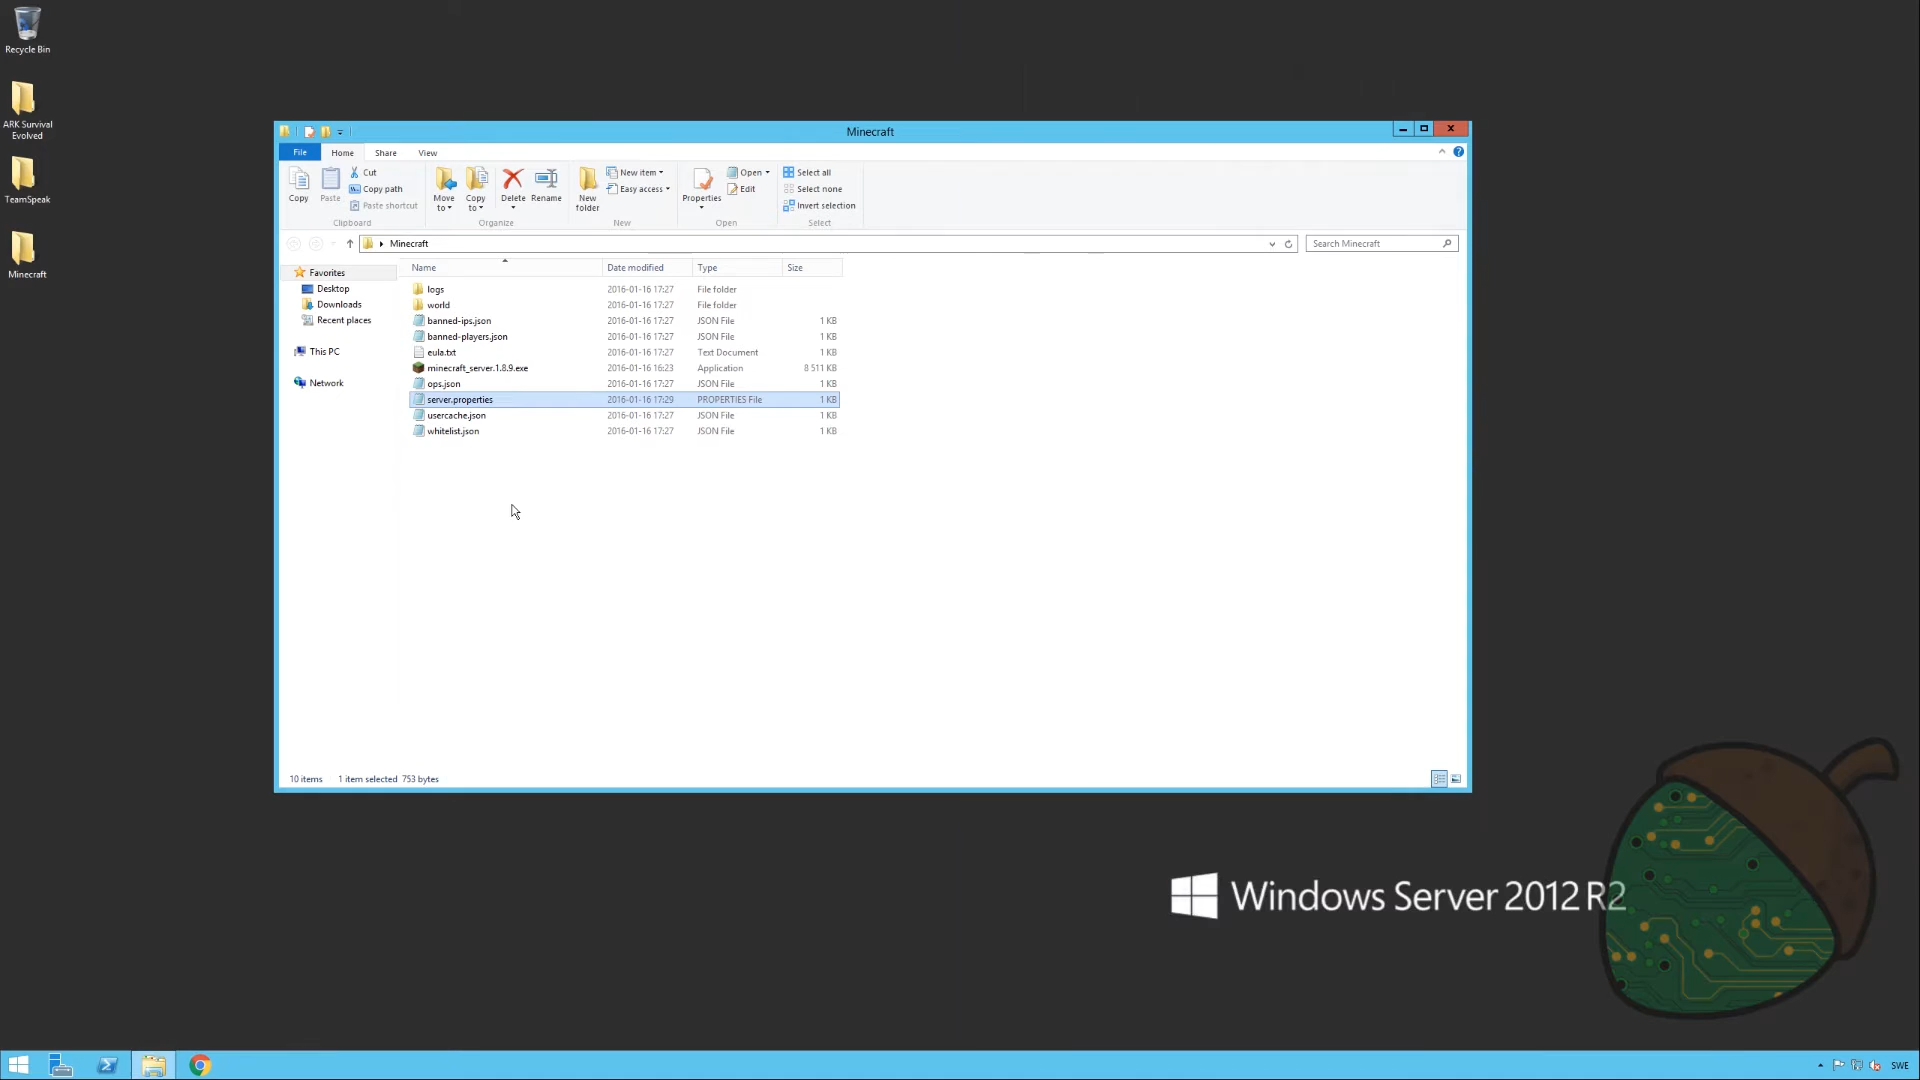 Recycle Bin
ARK Survival
Evolved
TeamSpeak
Minecraft
Minecraft
File Home Share View
Copy
Paste
Cut
Copy path
Paste shortcut
Clipboard
Move
to
Copy
to
Delete
Rename
Organize
New
folder
New item
Easy access
New
Properties
Open
Edit
Open
Select all
Select none
Invert selection
Select
Minecraft
Search Minecraft
Favorites
Desktop
Downloads
Recent places
This PC
Network
Name Date modified Type Size
logs 2016-01-16 17:27 File folder
world 2016-01-16 17:27 File folder
banned-ips.json 2016-01-16 17:27 JSON File 1 KB
banned-players.json 2016-01-16 17:27 JSON File 1 KB
eula.txt 2016-01-16 17:27 Text Document 1 KB
minecraft_server.1.8.9.exe 2016-01-16 16:23 Application 8 511 KB
ops.json 2016-01-16 17:27 JSON File 1 KB
server.properties 2016-01-16 17:29 PROPERTIES File 1 KB
usercache.json 2016-01-16 17:27 JSON File 1 KB
whitelist.json 2016-01-16 17:27 JSON File 1 KB
10 items 1 item selected 753 bytes
Windows Server 2012 R2
SWE